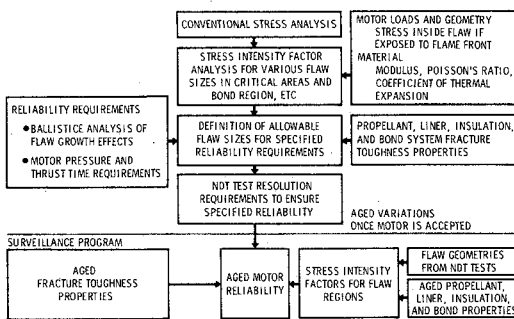 CONVENTIONAL STRESS ANALYSIS
MOTOR LOADS AND GEOMETRY
STRESS INSIDE FLAW IF
EXPOSED TO FLAME FRONT
MATERIAL
MODULUS, POISSON'S RATIO,
COEFFICIENT OF THERMAL
EXPANSION
STRESS INTENSITY FACTOR
ANALYSIS FOR VARIOUS FLAW
SIZES IN CRITICAL AREAS AND
BOND REGION, ETC
RELIABILITY REQUIREMENTS
●BALLISTICE ANALYSIS OF
FLAW GROWTH EFFECTS
● MOTOR PRESSURE AND
THRUST TIME REQUIREMENTS
DEFINITION OF ALLOWABLE
FLAW SIZES FOR SPECIFIED
RELIABILITY REQUIREMENTS
PROPELLANT, LINER, INSULATION,
AND BOND SYSTEM FRACTURE
TOUGHNESS PROPERTIES
NDT TEST RESOLUTION
REQUIREMENTS TO ENSURE
SPECIFIED RELIABILITY
AGED VARIATIONS
ONCE MOTOR IS ACCEPTED
SURVEILLANCE PROGRAM
AGED
FRACTURE TOUGHNESS
PROPERTIES
AGED MOTOR
RELIABILITY
STRESS INTENSITY
FACTORS FOR FLAW
REGIONS
FLAW GEOMETRIES
FROM NDT TESTS
AGED PROPELLANT,
LINER, INSULATION,
AND BOND PROPERTIES